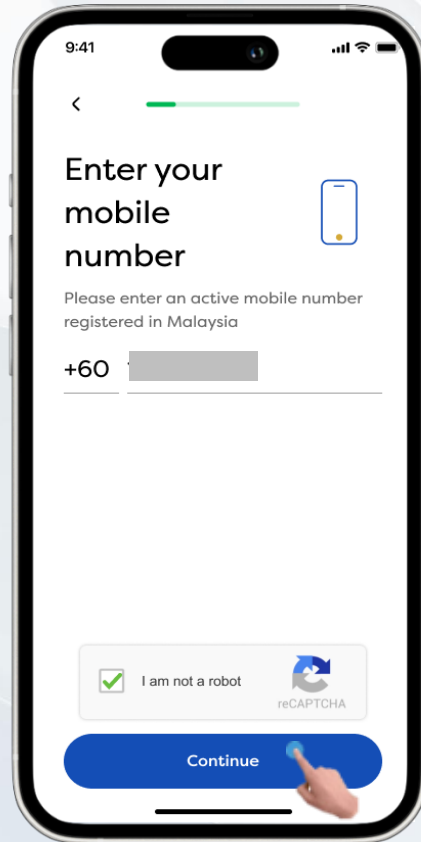 9:41
Enter your
mobile
number
Please enter an active mobile number
registered in Malaysia
+60
I am not a robot
reCAPTCHA
Continue